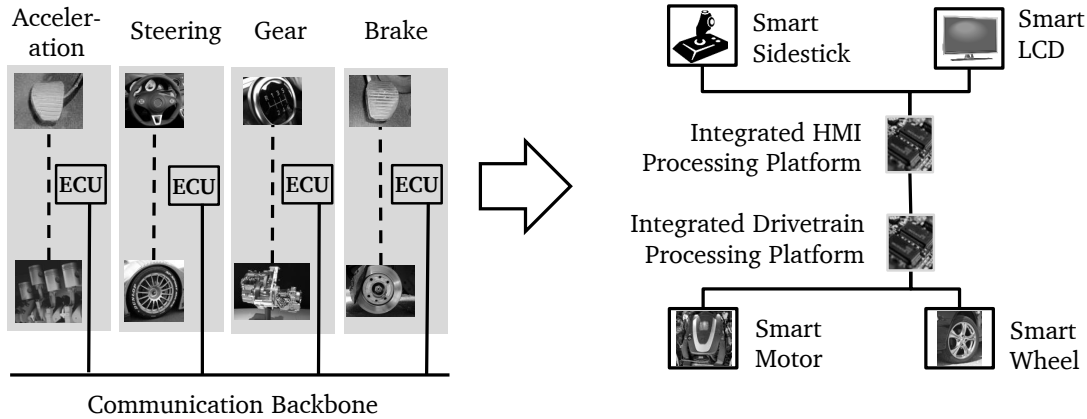 Acceler-
ation
Steering
Gear
Brake
ECU
ECU
ECU
ECU
Communication Backbone
Smart
Sidestick
Smart
LCD
Integrated HMI
Processing Platform
Integrated Drivetrain
Processing Platform
Smart
Motor
Smart
Wheel